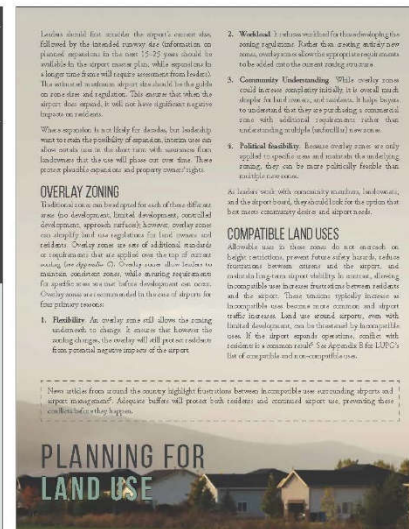 Leaders should first consider the airport's current size,
followed by the intended runway size (information on
planned expansions in the next 15-25 years should be
available in the airport master plan, while expansions in
a longer time frame will require assessment from leaders).
The estimated maximum airport size should be the guide
on zone sizes and regulation. This ensures that when the
airport does expand, it will not have significant negative
impacts on residents.
Where expansion is not likely for decades, but leadership
want to retain the possibility of expansion, interim uses can
allow certain uses in the short term with assurance from
landowners that the use will phase out over time. These
protect plausible expansions and property owners' rights.
OVERLAY ZONING
Traditional zones can be adopted for each of these different
areas (no development, limited development, controlled
development, approach surfaces); however, overlay zones
can simplify land use regulations for land owners and
residents. Overlay zones are sets of additional standards
or requirements that are applied over the top of current
zoning (see Appendix C). Overlay zones allow leaders to
maintain consistent zones, while ensuring requirements
for specific areas are met before development can occur.
Overlay zones are recommended in the case of airports for
four primary reasons:
1. Flexibility. An overlay zone still allows the zoning
underneath to change. It ensures that however the
zoning changes, the overlay will still protect residents
from potential negative impacts of the airport.
2. Workload. It reduces workload for those developing the
zoning regulations. Rather than creating entirely new
zones, overlay zones allow the appropriate requirements
to be added onto the current zoning structure.
3. Community Understanding. While overlay zones
could increase complexity initially, it is overall much
simpler for land owners, and residents. It helps buyers
to understand that they are purchasing a commercial
zone with additional requirements rather than
understanding multiple (unfamiliar) new zones.
4. Political feasibility. Because overlay zones are only
applied to specific areas and maintain the underlying
zoning, they can be more politically feasible than
multiple new zones.
As leaders work with community members, landowners,
and the airport board, they should look for the option that
best meets community desires and airport needs.
COMPATIBLE LAND USES
Allowable uses in these zones do not encroach on
height restrictions, prevent future safety hazards, reduce
frustrations between citizens and the airport, and
maintain long-term airport viability. In contrast, allowing
incompatible uses increases frustrations between residents
and the airport. These tensions typically increase as
incompatible uses become more common and airport
traffic increases. Land use around airports, even with
limited development, can be threatened by incompatible
uses. If the airport expands operations, conflict with
residents is a common result. See Appendix B for LUPC's
list of compatible and non-compatible uses.
News articles from around the country highlight frustrations between incompatible uses surrounding airports and
airport management. Adequate buffers will protect both residents and continued airport use, preventing these
conflicts before they happen.
PLANNING FOR
LAND USE